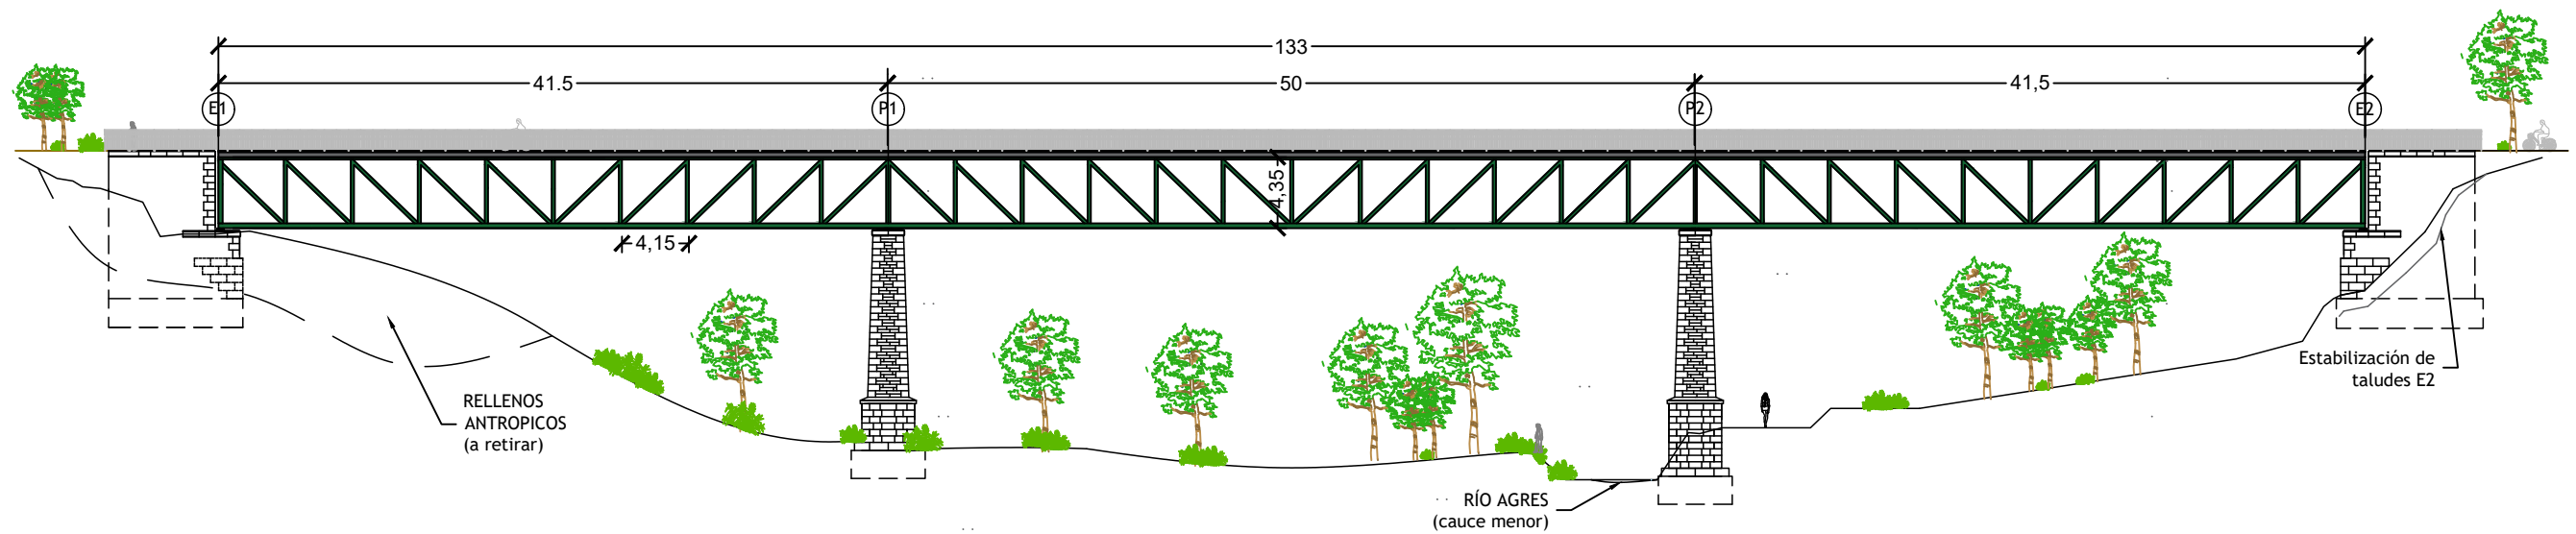 133
41.5
50
41,5
E1
P1
P2
E2
4,35
4,15
RELLENOS
ANTROPICOS
(a retirar)
Estabilización de
taludes E2
RÍO AGRES
(cauce menor)